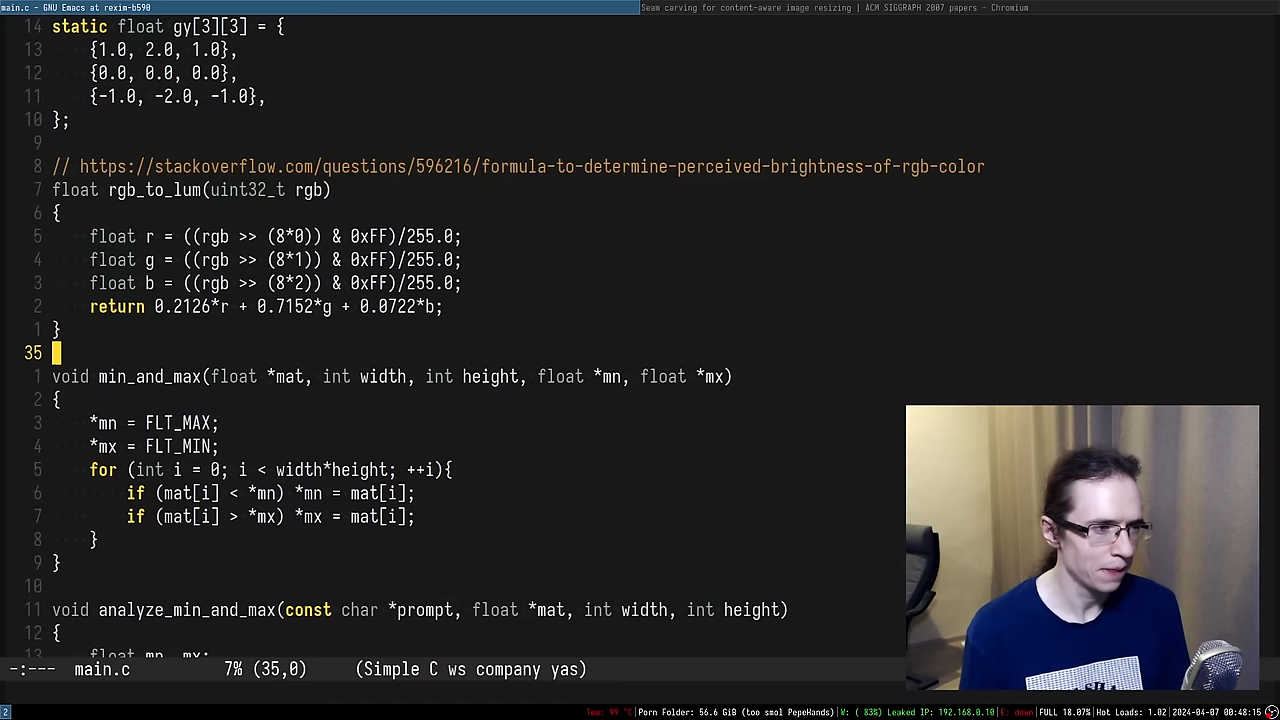 main.c - GNU Emacs at rexim-b590
Seam carving for content-aware image resizing | ACM SIGGRAPH 2007 papers - Chromium
14 static float gy[3][3] = {
13 {1.0, 2.0, 1.0},
12 {0.0, 0.0, 0.0},
11 {-1.0, -2.0, -1.0},
10 };
9
8 // https://stackoverflow.com/questions/596216/formula-to-determine-perceived-brightness-of-rgb-color
7 float rgb_to_lum(uint32_t rgb)
6 {
5 float r = ((rgb >> (8*0)) & 0xFF)/255.0;
4 float g = ((rgb >> (8*1)) & 0xFF)/255.0;
3 float b = ((rgb >> (8*2)) & 0xFF)/255.0;
2 return 0.2126*r + 0.7152*g + 0.0722*b;
1 }
35
1 void min_and_max(float *mat, int width, int height, float *mn, float *mx)
2 {
3 *mn = FLT_MAX;
4 *mx = FLT_MIN;
5 for (int i = 0; i < width*height; ++i){
6 if (mat[i] < *mn) *mn = mat[i];
7 if (mat[i] > *mx) *mx = mat[i];
8 }
9 }
10
11 void analyze_min_and_max(const char *prompt, float *mat, int width, int height)
12 {
13 float mn, mx;
-:--- main.c 7% (35,0) (Simple C ws company yas)
2
Tea: 99 °C|Porn Folder: 56.6 GiB (too smol PepeHands)|W: ( 83%) Leaked IP: 192.168.0.10|E: down|FULL 18.07%|Hot Loads: 1.02|2024-04-07 00:48:15